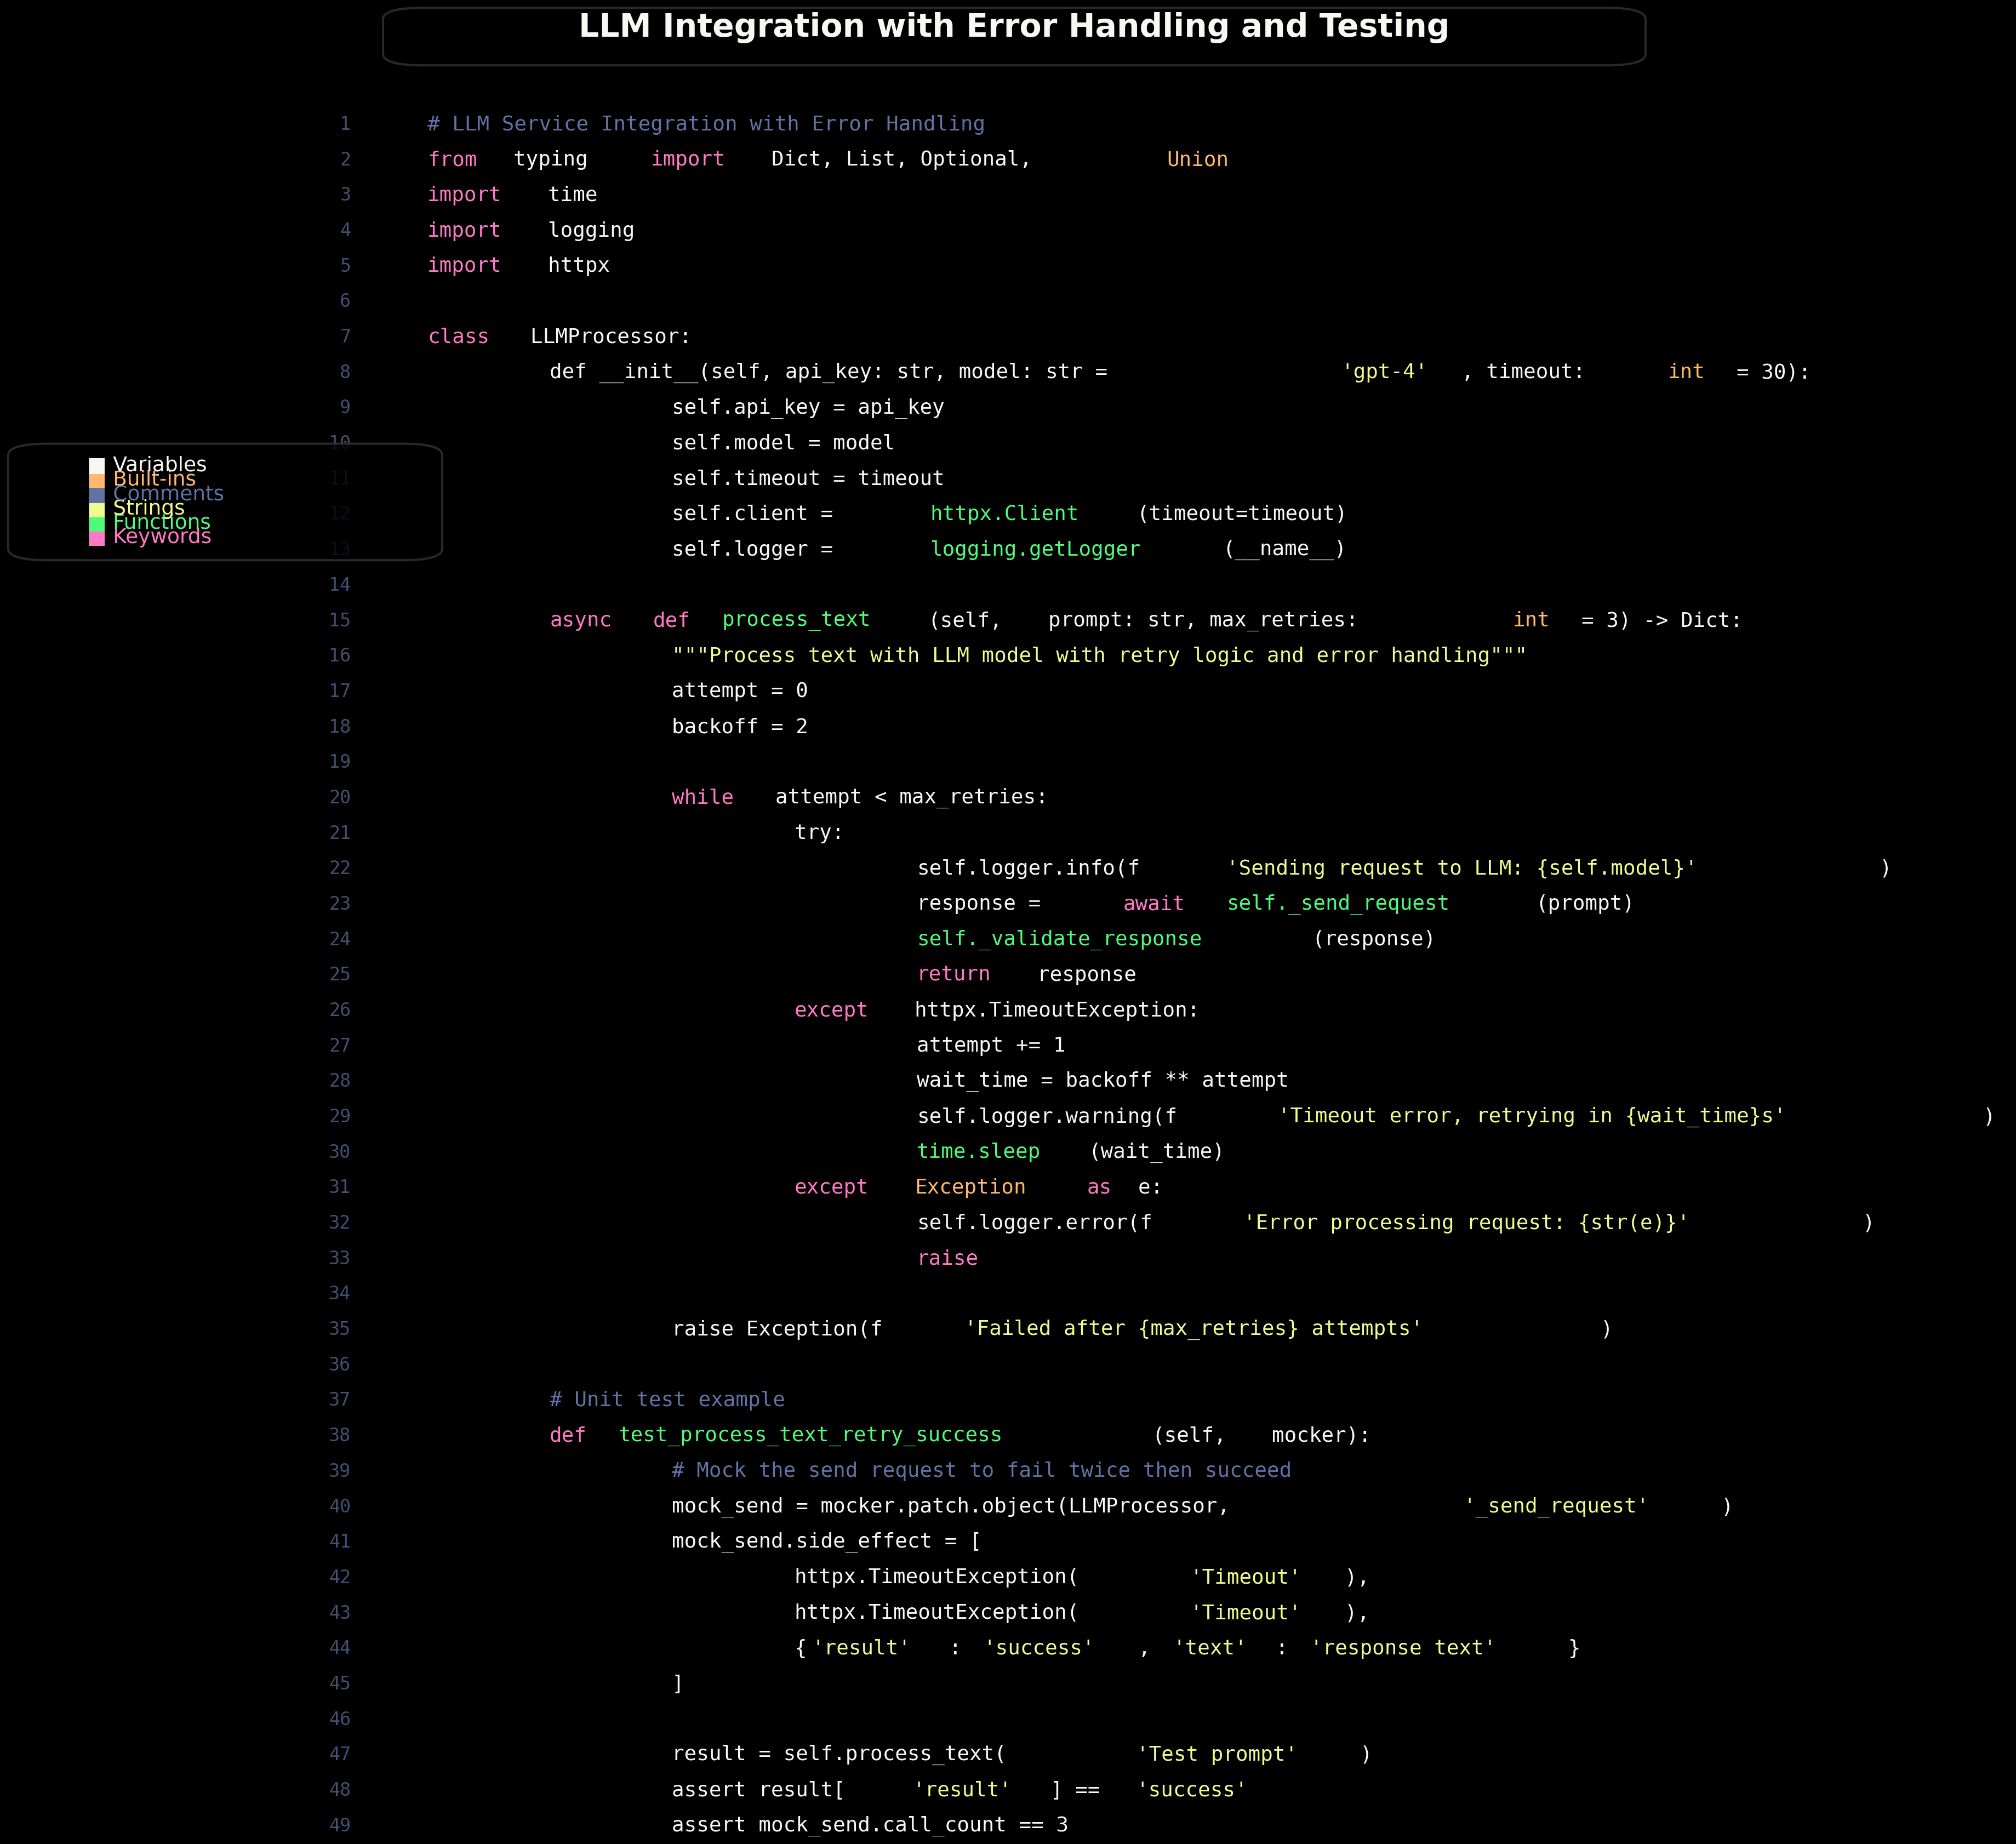 LLM Integration with Error Handling and Testing
1 # LLM Service Integration with Error Handling
2 from typing import Dict, List, Optional, Union
3 import time
4 import logging
5 import httpx
6
7 class LLMProcessor:
8 def __init__(self, api_key: str, model: str = 'gpt-4', timeout: int = 30):
9 self.api_key = api_key
10 self.model = model
Variables
Built-ins
Comments
Strings
Functions
Keywords
11 self.timeout = timeout
12 self.client = httpx.Client(timeout=timeout)
13 self.logger = logging.getLogger(__name__)
14
15 async def process_text(self, prompt: str, max_retries: int = 3) -> Dict:
16 """Process text with LLM model with retry logic and error handling"""
17 attempt = 0
18 backoff = 2
19
20 while attempt < max_retries:
21 try:
22 self.logger.info(f'Sending request to LLM: {self.model}')
23 response = await self._send_request(prompt)
24 self._validate_response(response)
25 return response
26 except httpx.TimeoutException:
27 attempt += 1
28 wait_time = backoff ** attempt
29 self.logger.warning(f'Timeout error, retrying in {wait_time}s')
30 time.sleep(wait_time)
31 except Exception as e:
32 self.logger.error(f'Error processing request: {str(e)}')
33 raise
34
35 raise Exception(f'Failed after {max_retries} attempts')
36
37 # Unit test example
38 def test_process_text_retry_success(self, mocker):
39 # Mock the send request to fail twice then succeed
40 mock_send = mocker.patch.object(LLMProcessor, '_send_request')
41 mock_send.side_effect = [
42 httpx.TimeoutException('Timeout'),
43 httpx.TimeoutException('Timeout'),
44 {'result': 'success', 'text': 'response text'}
45 ]
46
47 result = self.process_text('Test prompt')
48 assert result['result'] == 'success'
49 assert mock_send.call_count == 3